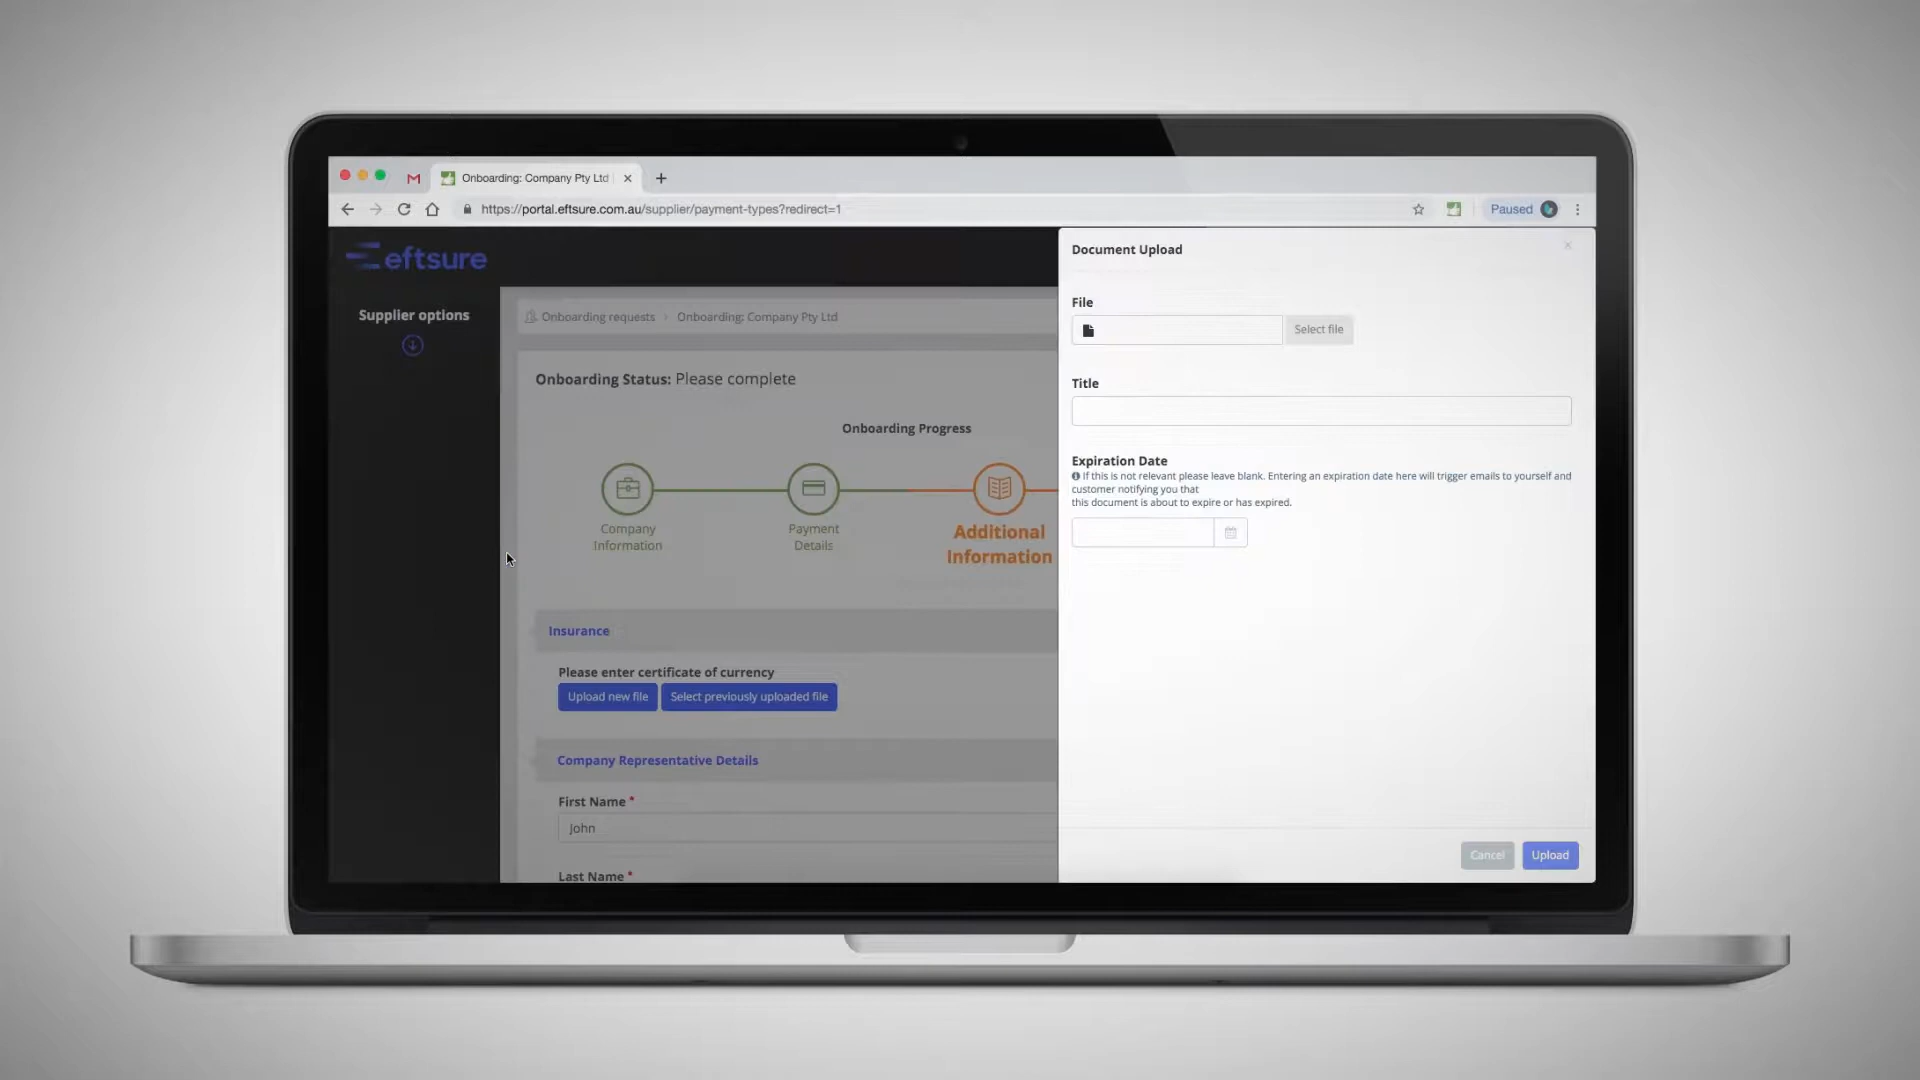 Onboarding: Company Pty Ltd
https://portal.eftsure.com.au/supplier/payment-types?redirect=1
Paused
eftsure
Supplier options
Onboarding requests > Onboarding: Company Pty Ltd
Onboarding Status: Please complete
Onboarding Progress
Company
Information
Payment
Details
Additional
Information
Insurance
Please enter certificate of currency
Upload new file
Select previously uploaded file
Company Representative Details
First Name *
John
Last Name *
Document Upload
File
Select file
Title
Expiration Date
If this is not relevant please leave blank. Entering an expiration date here will trigger emails to yourself and
customer notifying you that
this document is about to expire or has expired.
Cancel
Upload